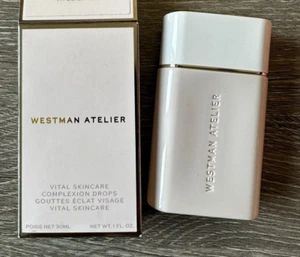 WESTMAN ATELIER
VITAL SKINCARE
COMPLEXION DROPS
GOUTTES ÉCLAT VISAGE
VITAL SKINCARE
POIDS NET 30ML
NET WT. 1 FL. OZ
WESTMAN ATELIER